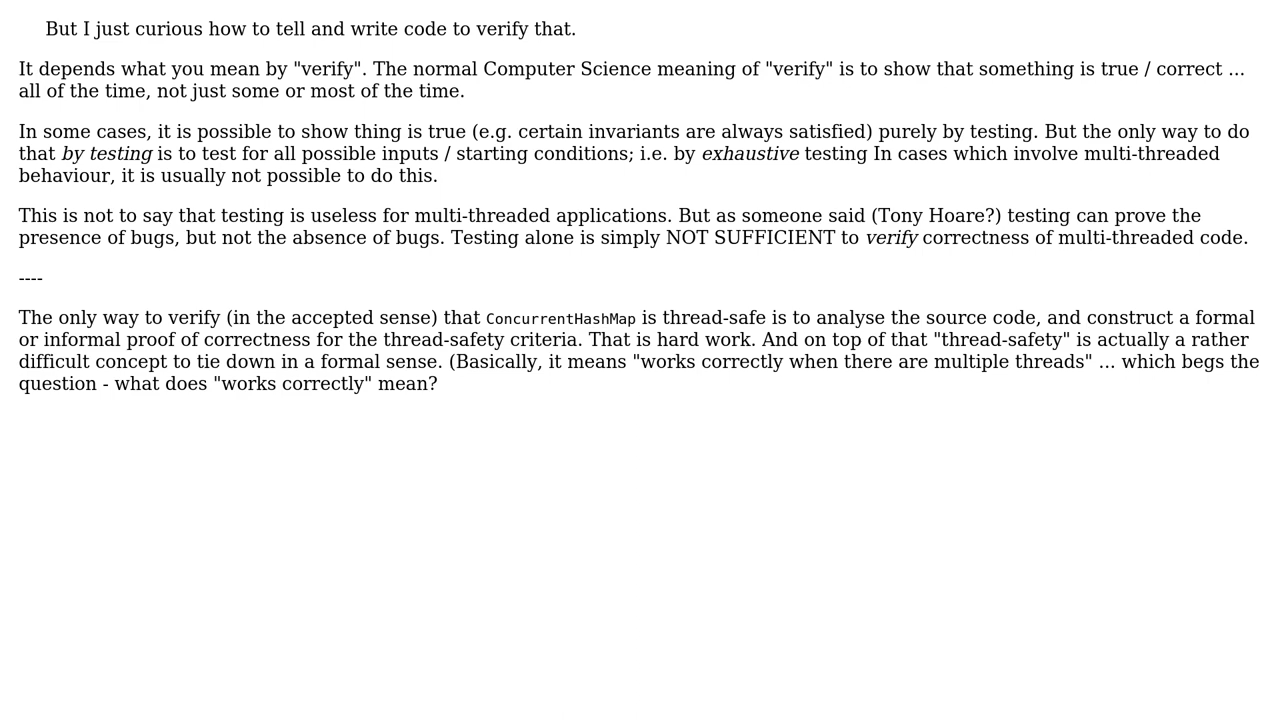 But I just curious how to tell and write code to verify that.
It depends what you mean by "verify". The normal Computer Science meaning of "verify" is to show that something is true / correct ...
all of the time, not just some or most of the time.
In some cases, it is possible to show thing is true (e.g. certain invariants are always satisfied) purely by testing. But the only way to do
that by testing is to test for all possible inputs / starting conditions; i.e. by exhaustive testing In cases which involve multi-threaded
behaviour, it is usually not possible to do this.
This is not to say that testing is useless for multi-threaded applications. But as someone said (Tony Hoare?) testing can prove the
presence of bugs, but not the absence of bugs. Testing alone is simply NOT SUFFICIENT to verify correctness of multi-threaded code.
----
The only way to verify (in the accepted sense) that ConcurrentHashMap is thread-safe is to analyse the source code, and construct a formal
or informal proof of correctness for the thread-safety criteria. That is hard work. And on top of that "thread-safety" is actually a rather
difficult concept to tie down in a formal sense. (Basically, it means "works correctly when there are multiple threads" ... which begs the
question - what does "works correctly" mean?